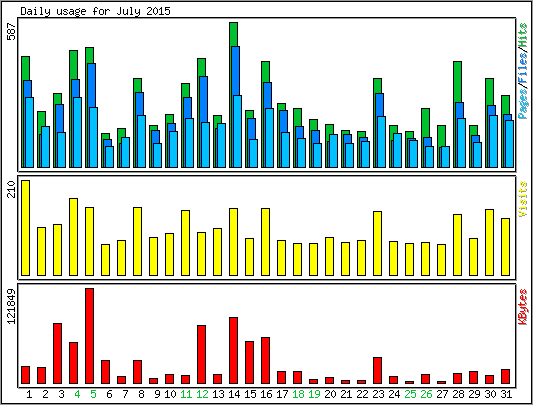 Daily usage for July 2015
587
Pages/Files/Hits
210
Visits
121849
KBytes
1 2 3 4 5 6 7 8 9 10 11 12 13 14 15 16 17 18 19 20 21 22 23 24 25 26 27 28 29 30 31